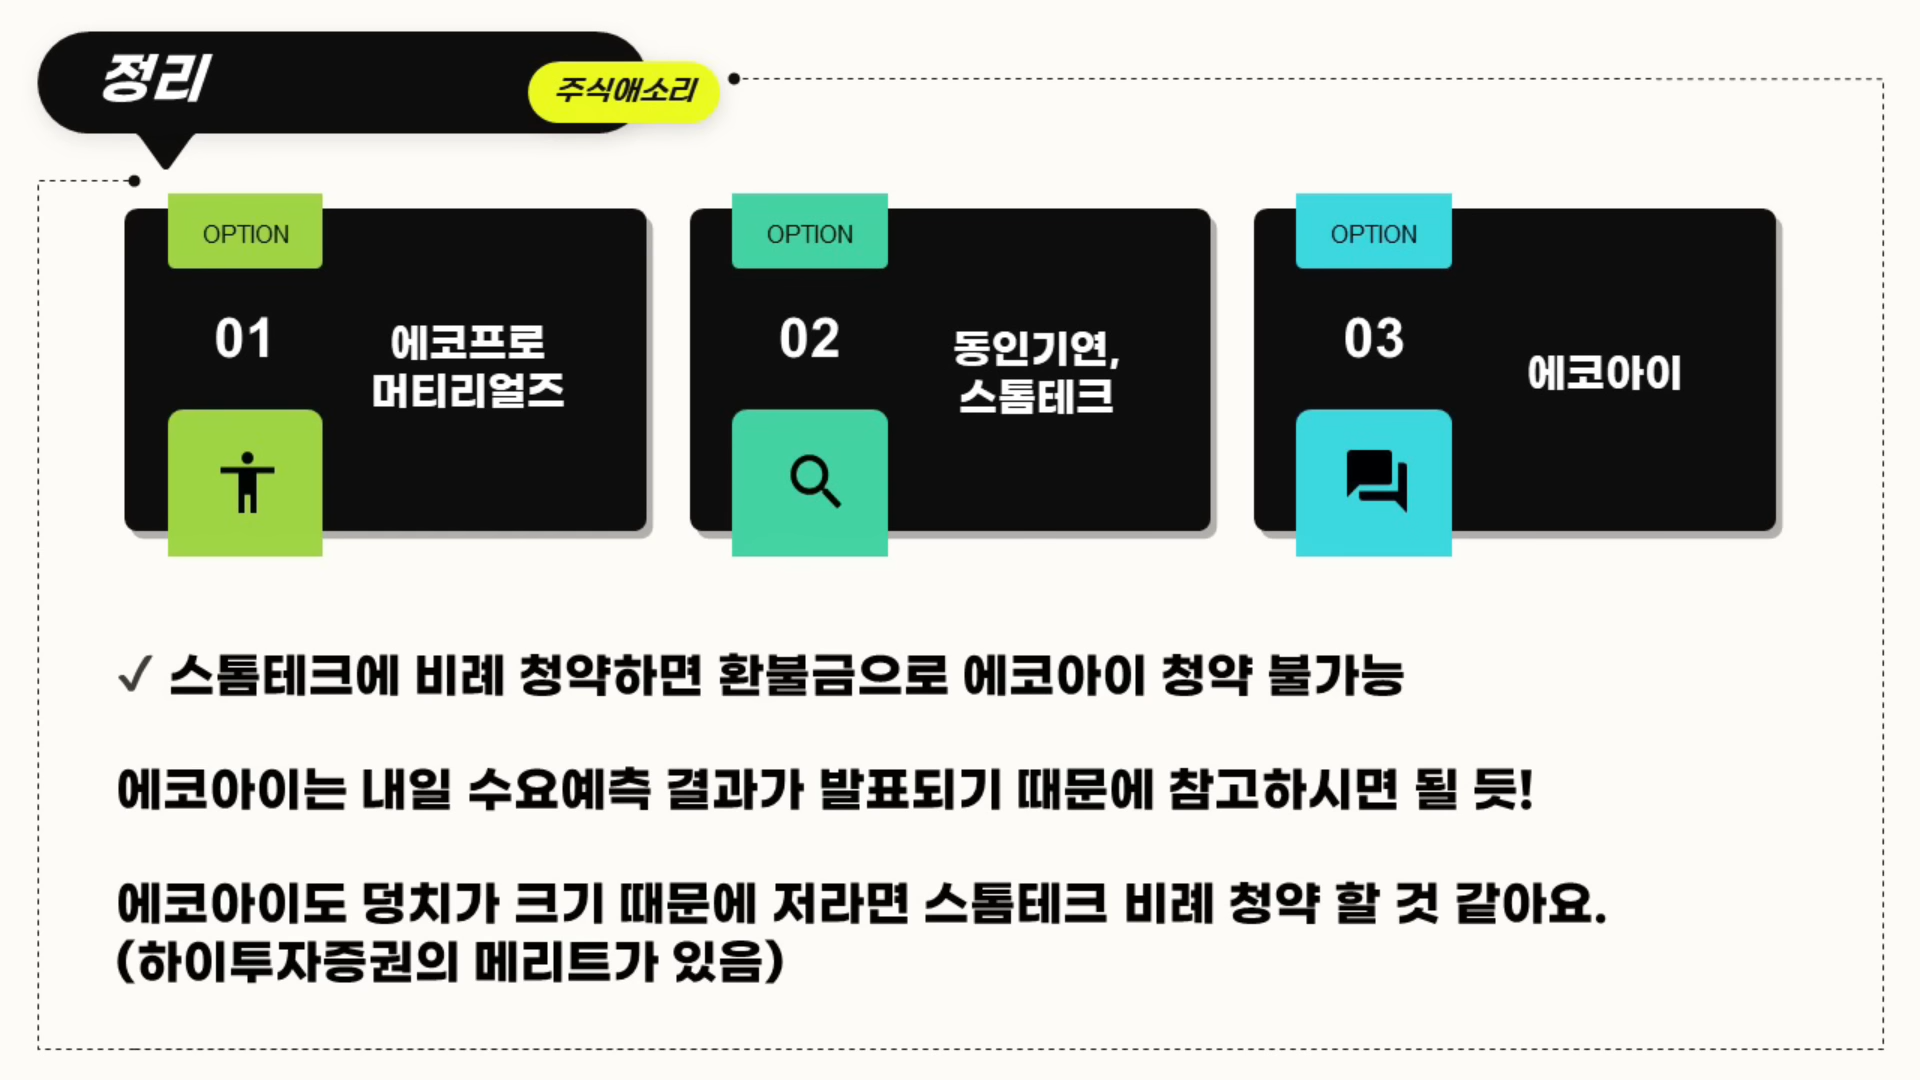 정리
주식애소리
OPTION
01
에코프로
머티리얼즈
OPTION
02
동인기연,
스톰테크
OPTION
03
에코아이
✓ 스톰테크에 비례 청약하면 환불금으로 에코아이 청약 불가능
에코아이는 내일 수요예측 결과가 발표되기 때문에 참고하시면 될 듯!
에코아이도 덩치가 크기 때문에 저라면 스톰테크 비례 청약 할 것 같아요.
(하이투자증권의 메리트가 있음)